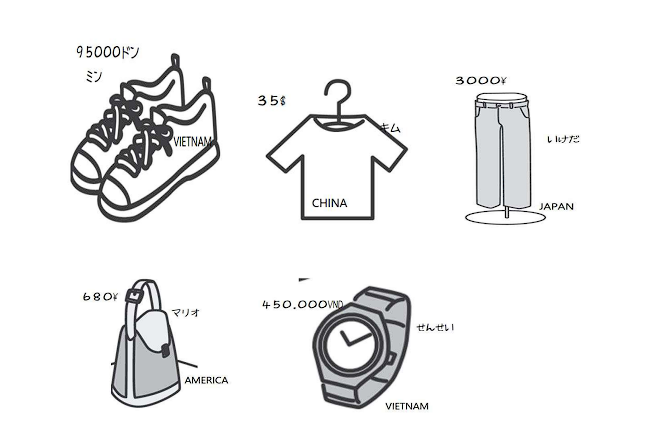 95000ドン
ミン
VIETNAM
35$
キム
CHINA
3000¥
いけだ
JAPAN
680¥
マリオ
AMERICA
450.000VND
せんせい
VIETNAM